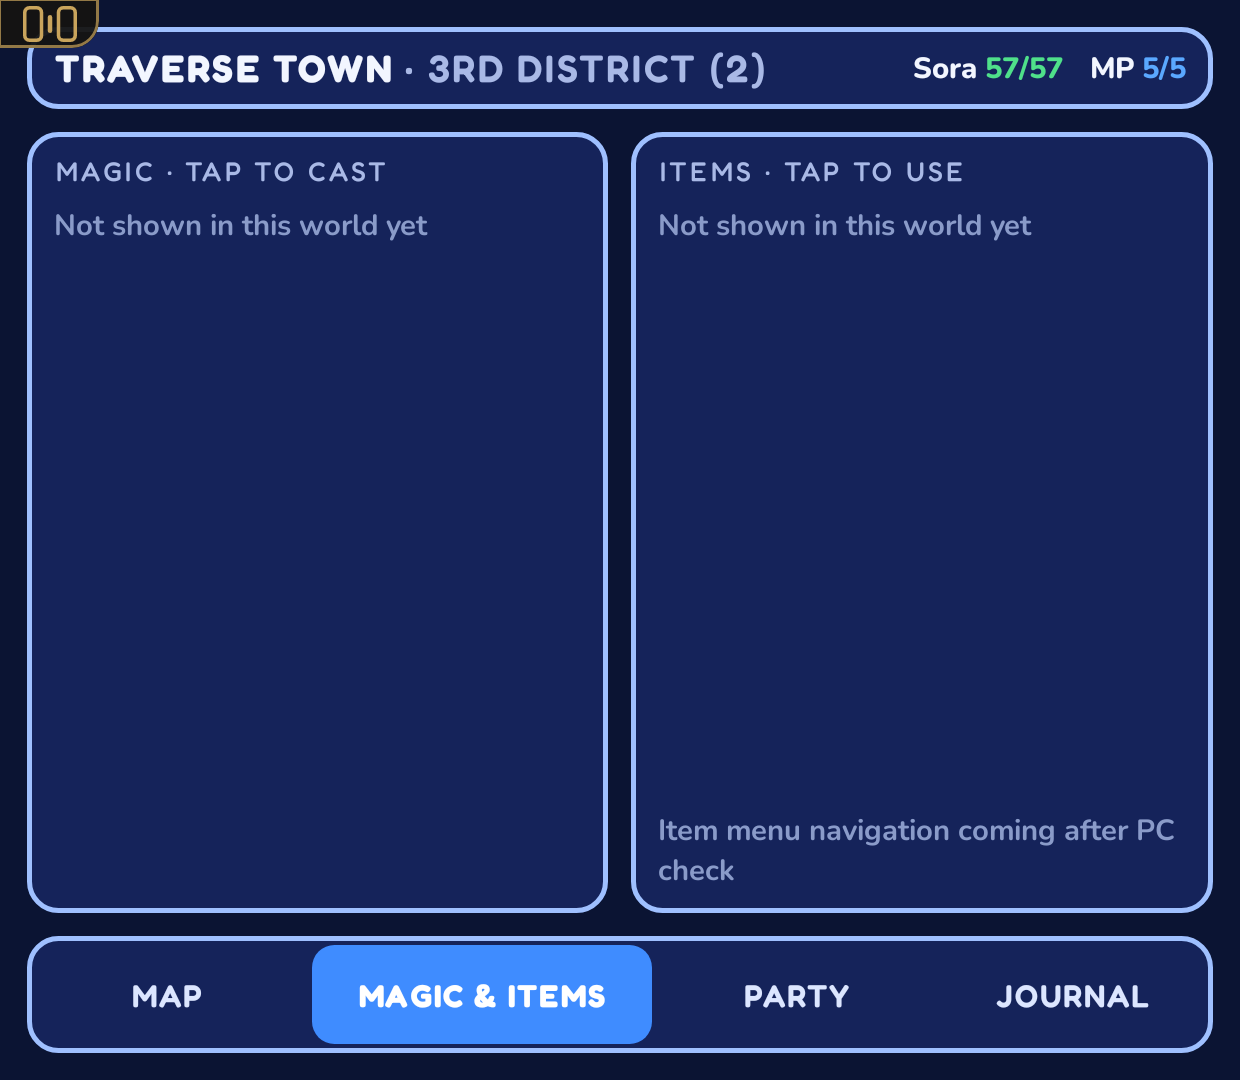 TRAVERSE TOWN · 3RD DISTRICT (2)
Sora 57/57 MP 5/5
MAGIC · TAP TO CAST
Not shown in this world yet
ITEMS · TAP TO USE
Not shown in this world yet
Item menu navigation coming after PC
check
MAP
MAGIC & ITEMS
PARTY
JOURNAL